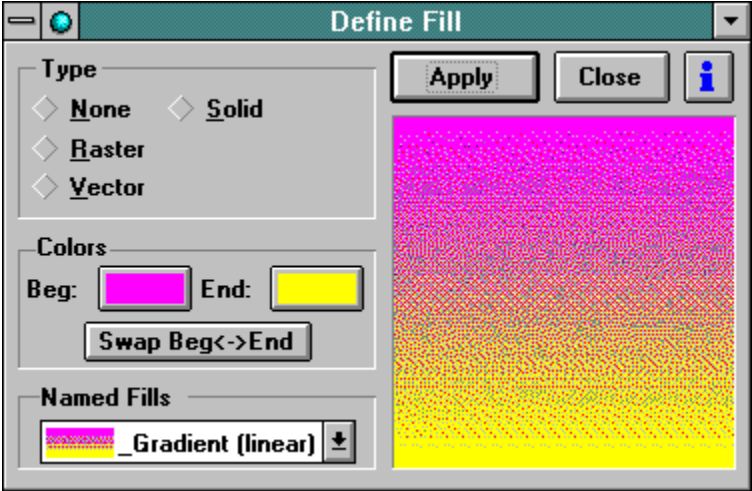 Define Fill
Type
None Solid
Raster
Vector
Apply Close i
Colors
Beg: End:
Swap Beg<->End
Named Fills
_Gradient (linear)